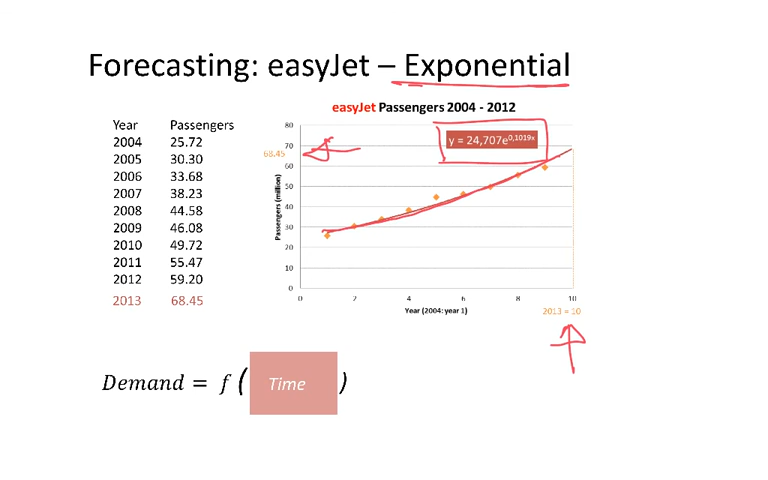 Forecasting: easyJet – Exponential
easyJet Passengers 2004 - 2012
Year Passengers
2004 25.72
2005 30.30
2006 33.68
2007 38.23
2008 44.58
2009 46.08
2010 49.72
2011 55.47
2012 59.20
2013 68.45
Passengers (million)
80
70
68.45
60
50
40
30
20
10
0
y = 24,707e^0,1019x
0 2 4 6 8 10
Year (2004: year 1)
2013 = 10
Demand = f ( Time )